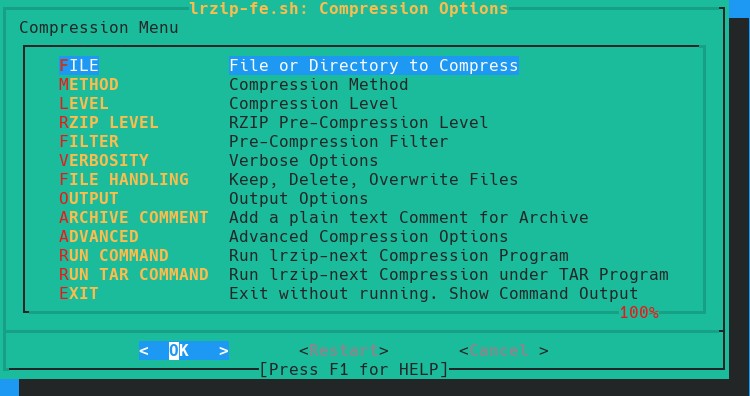 lrzip-fe.sh: Compression Options
Compression Menu
FILE File or Directory to Compress
METHOD Compression Method
LEVEL Compression Level
RZIP LEVEL RZIP Pre-Compression Level
FILTER Pre-Compression Filter
VERBOSITY Verbose Options
FILE HANDLING Keep, Delete, Overwrite Files
OUTPUT Output Options
ARCHIVE COMMENT Add a plain text Comment for Archive
ADVANCED Advanced Compression Options
RUN COMMAND Run lrzip-next Compression Program
RUN TAR COMMAND Run lrzip-next Compression under TAR Program
EXIT Exit without running. Show Command Output
100%
< OK > <Restart> <Cancel >
[Press F1 for HELP]